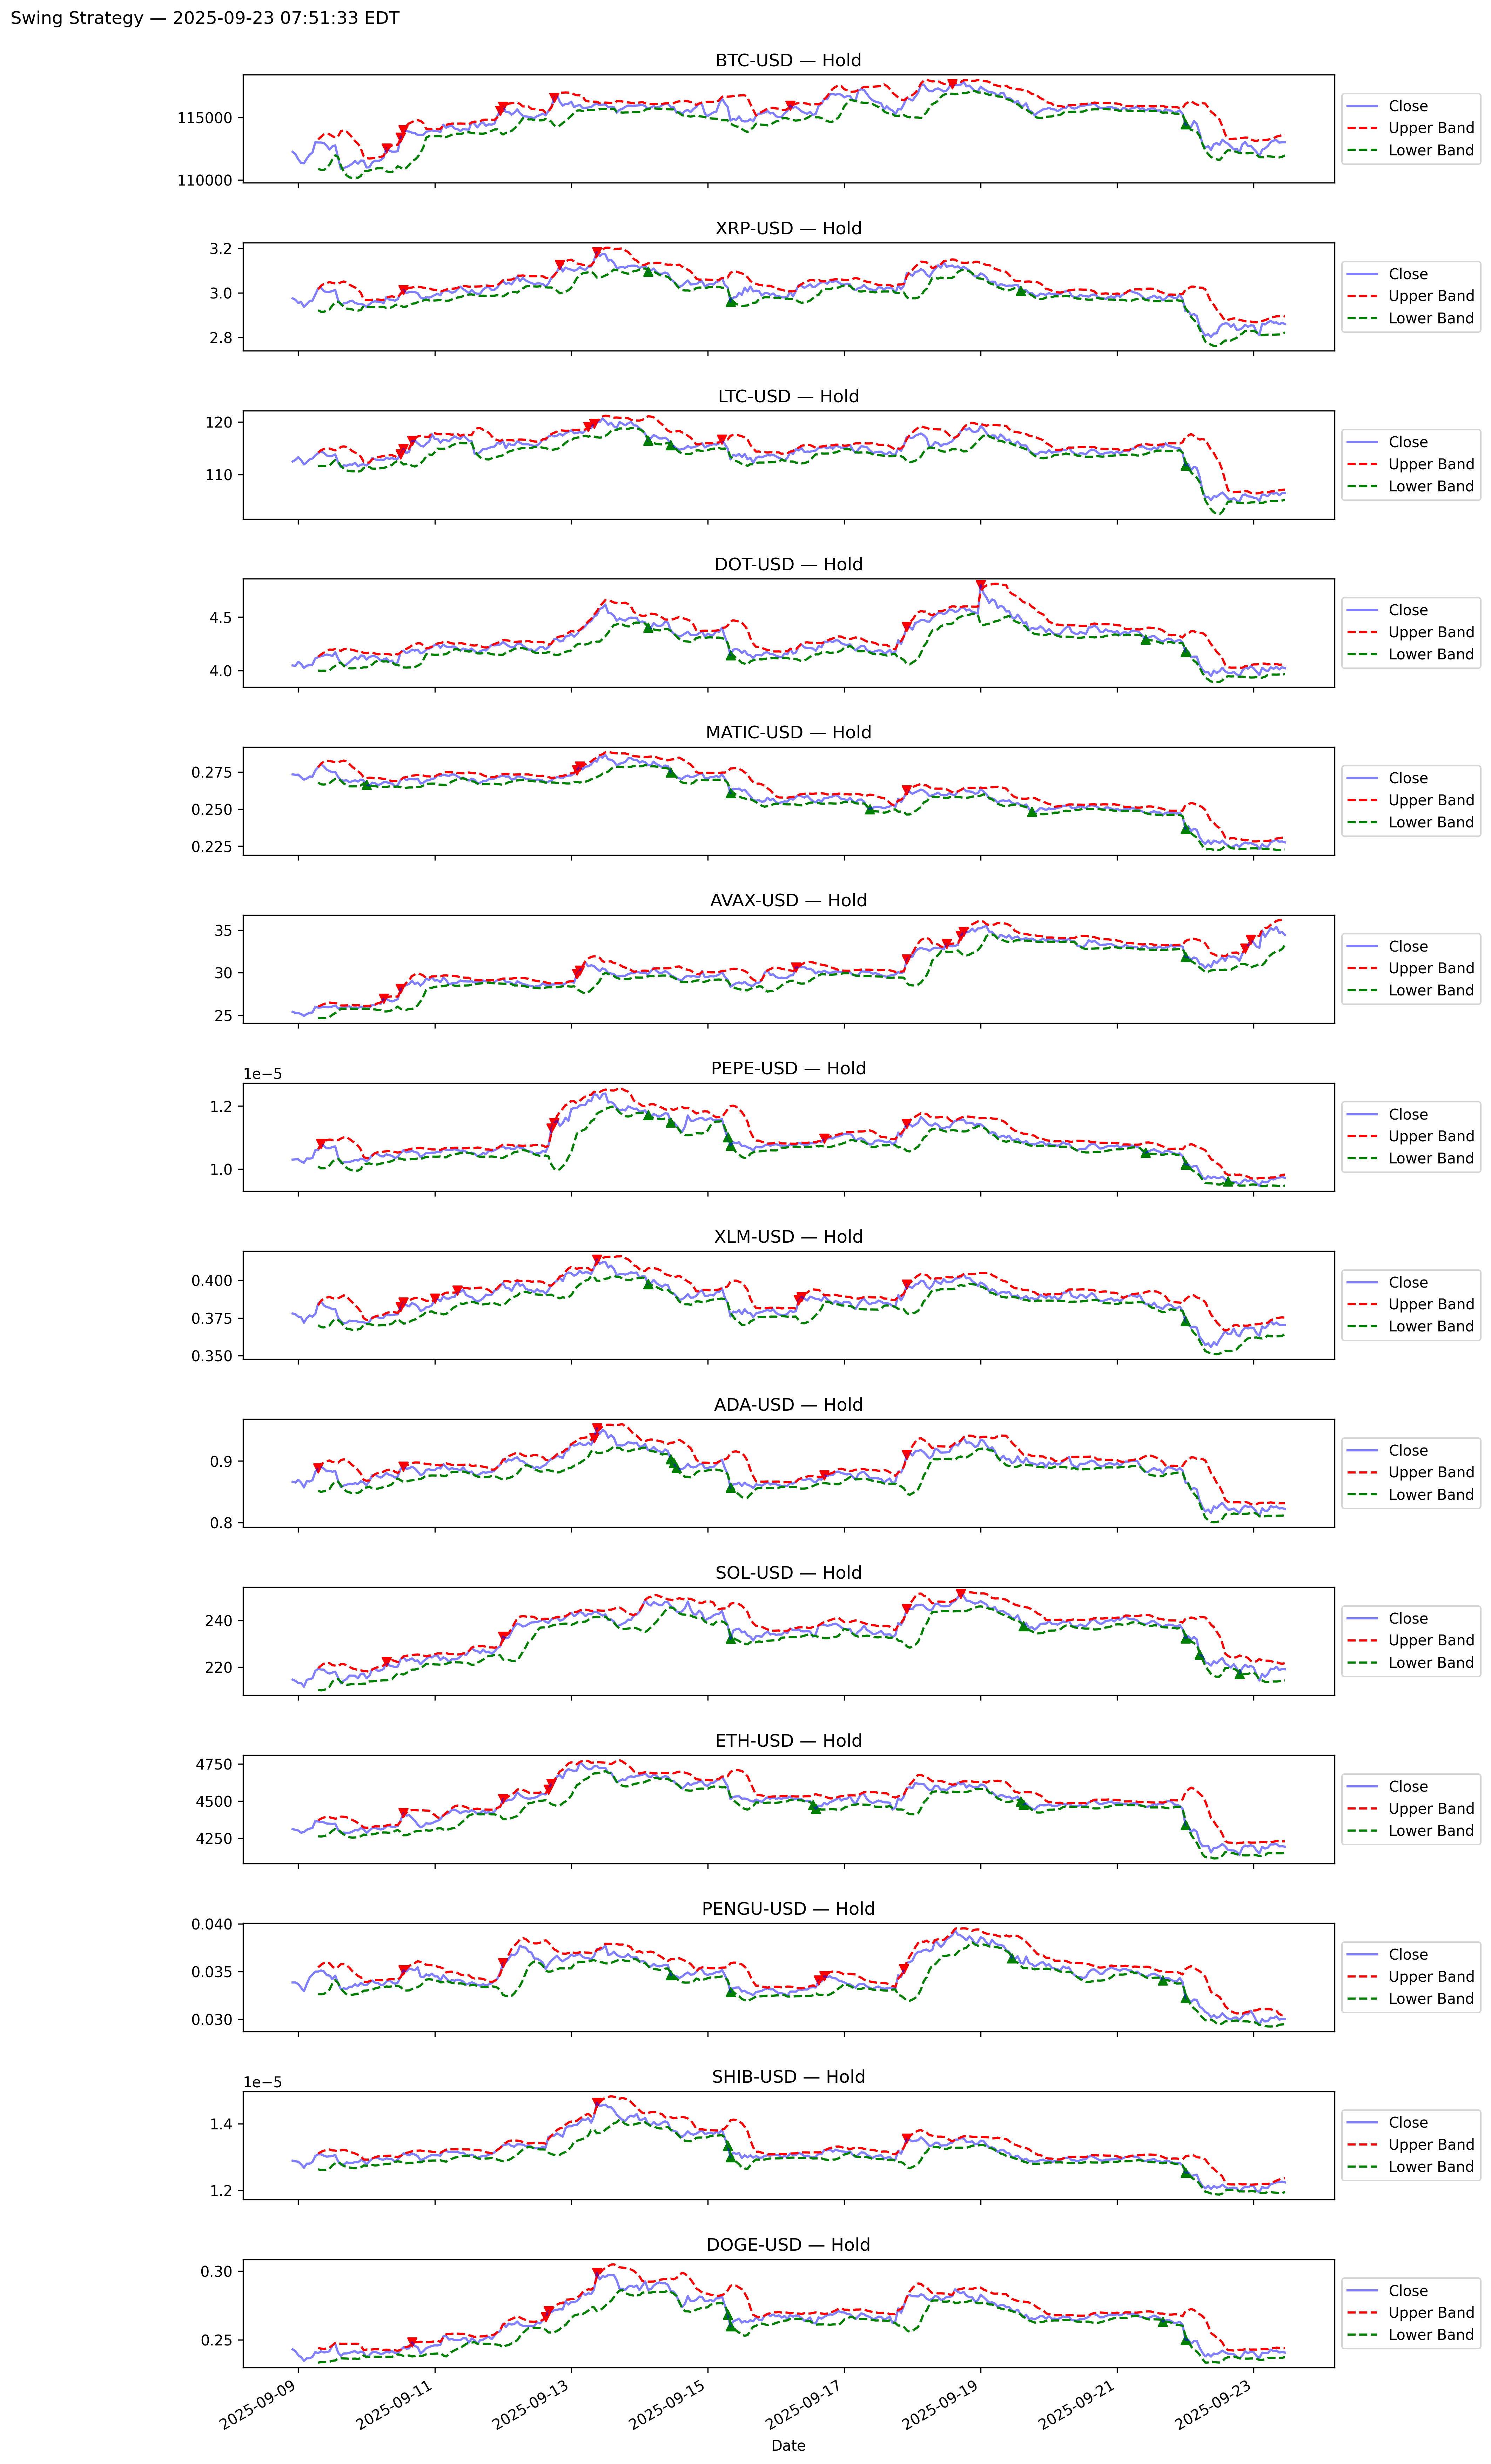 Swing Strategy — 2025-09-23 07:51:33 EDT
BTC-USD — Hold
115000
110000
Close
Upper Band
Lower Band
XRP-USD — Hold
3.2
3.0
2.8
Close
Upper Band
Lower Band
LTC-USD — Hold
120
110
Close
Upper Band
Lower Band
DOT-USD — Hold
4.5
4.0
Close
Upper Band
Lower Band
MATIC-USD — Hold
0.275
0.250
0.225
Close
Upper Band
Lower Band
AVAX-USD — Hold
35
30
25
Close
Upper Band
Lower Band
PEPE-USD — Hold
1e−5
1.2
1.0
Close
Upper Band
Lower Band
XLM-USD — Hold
0.400
0.375
0.350
Close
Upper Band
Lower Band
ADA-USD — Hold
0.9
0.8
Close
Upper Band
Lower Band
SOL-USD — Hold
240
220
Close
Upper Band
Lower Band
ETH-USD — Hold
4750
4500
4250
Close
Upper Band
Lower Band
PENGU-USD — Hold
0.040
0.035
0.030
Close
Upper Band
Lower Band
SHIB-USD — Hold
1e−5
1.4
1.2
Close
Upper Band
Lower Band
DOGE-USD — Hold
0.30
0.25
Close
Upper Band
Lower Band
2025-09-09
2025-09-11
2025-09-13
2025-09-15
2025-09-17
2025-09-19
2025-09-21
2025-09-23
Date